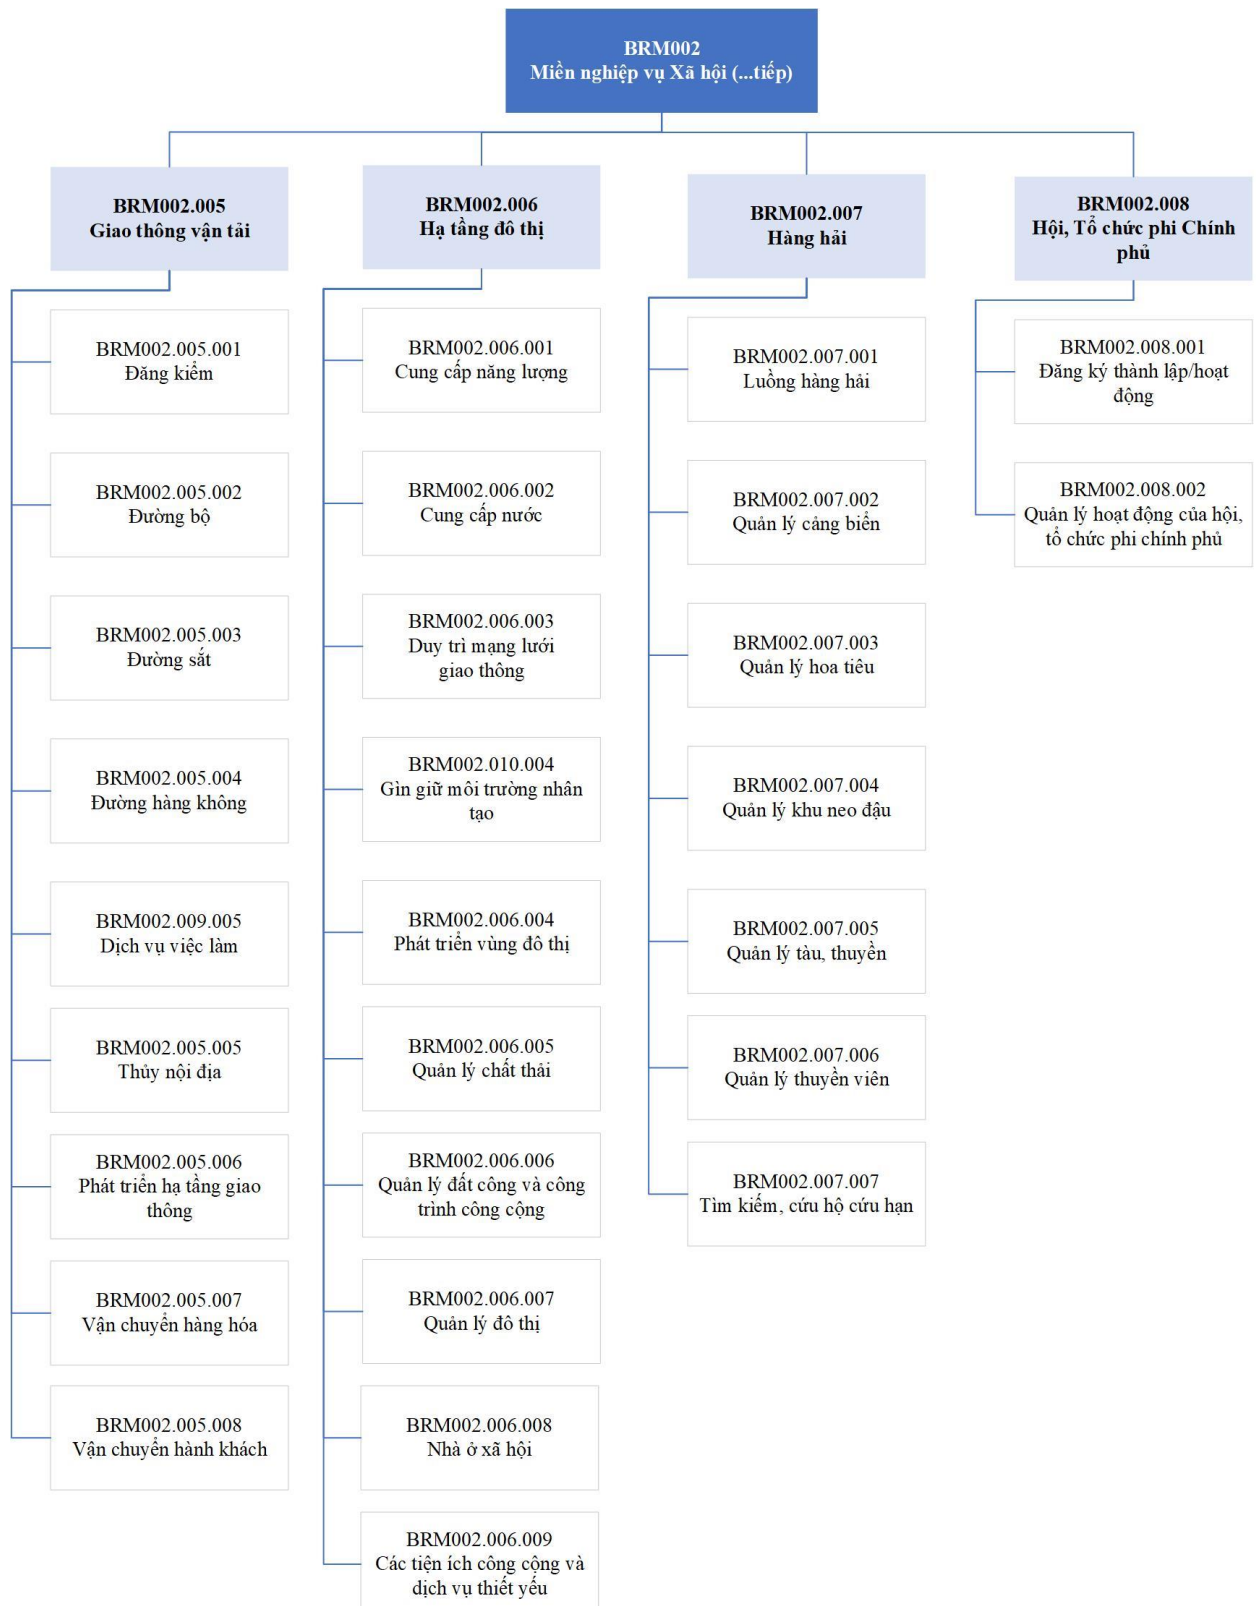 BRM002
Miền nghiệp vụ Xã hội (...tiếp)
BRM002.005
Giao thông vận tải
BRM002.005.001
Đăng kiểm
BRM002.005.002
Đường bộ
BRM002.005.003
Đường sắt
BRM002.005.004
Đường hàng không
BRM002.009.005
Dịch vụ việc làm
BRM002.005.005
Thủy nội địa
BRM002.005.006
Phát triển hạ tầng giao
thông
BRM002.005.007
Vận chuyển hàng hóa
BRM002.005.008
Vận chuyển hành khách
BRM002.006
Hạ tầng đô thị
BRM002.006.001
Cung cấp năng lượng
BRM002.006.002
Cung cấp nước
BRM002.006.003
Duy trì mạng lưới
giao thông
BRM002.010.004
Gìn giữ môi trường nhân
tạo
BRM002.006.004
Phát triển vùng đô thị
BRM002.006.005
Quản lý chất thải
BRM002.006.006
Quản lý đất công và công
trình công cộng
BRM002.006.007
Quản lý đô thị
BRM002.006.008
Nhà ở xã hội
BRM002.006.009
Các tiện ích công cộng và
dịch vụ thiết yếu
BRM002.007
Hàng hải
BRM002.007.001
Luồng hàng hải
BRM002.007.002
Quản lý cảng biển
BRM002.007.003
Quản lý hoa tiêu
BRM002.007.004
Quản lý khu neo đậu
BRM002.007.005
Quản lý tàu, thuyền
BRM002.007.006
Quản lý thuyền viên
BRM002.007.007
Tìm kiếm, cứu hộ cứu hạn
BRM002.008
Hội, Tổ chức phi Chính
phủ
BRM002.008.001
Đăng ký thành lập/hoạt
động
BRM002.008.002
Quản lý hoạt động của hội,
tổ chức phi chính phủ